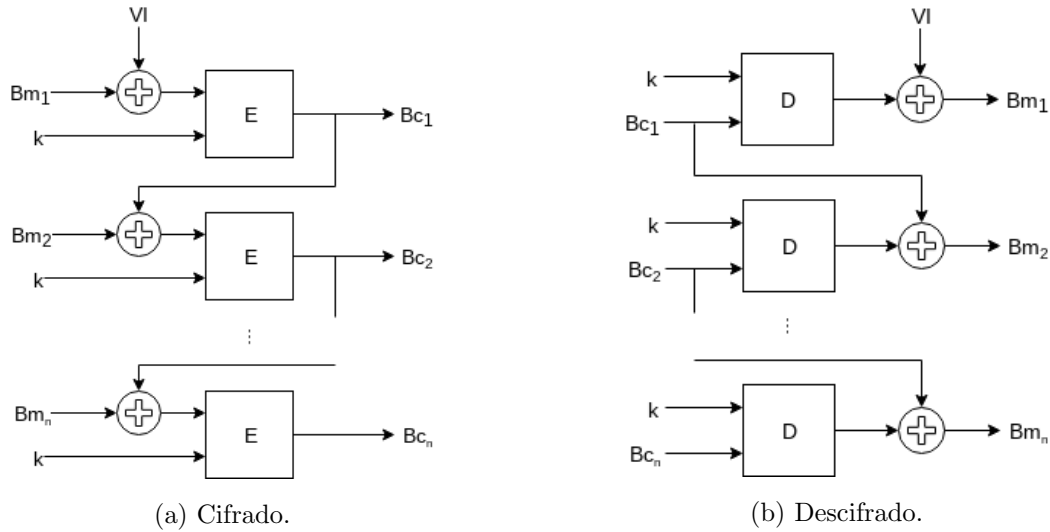 VI
Bm1
k
E
Bc1
Bm2
k
E
Bc2
Bmn
k
E
Bcn
(a) Cifrado.
VI
k
Bc1
D
Bm1
k
Bc2
D
Bm2
k
Bcn
D
Bmn
(b) Descifrado.